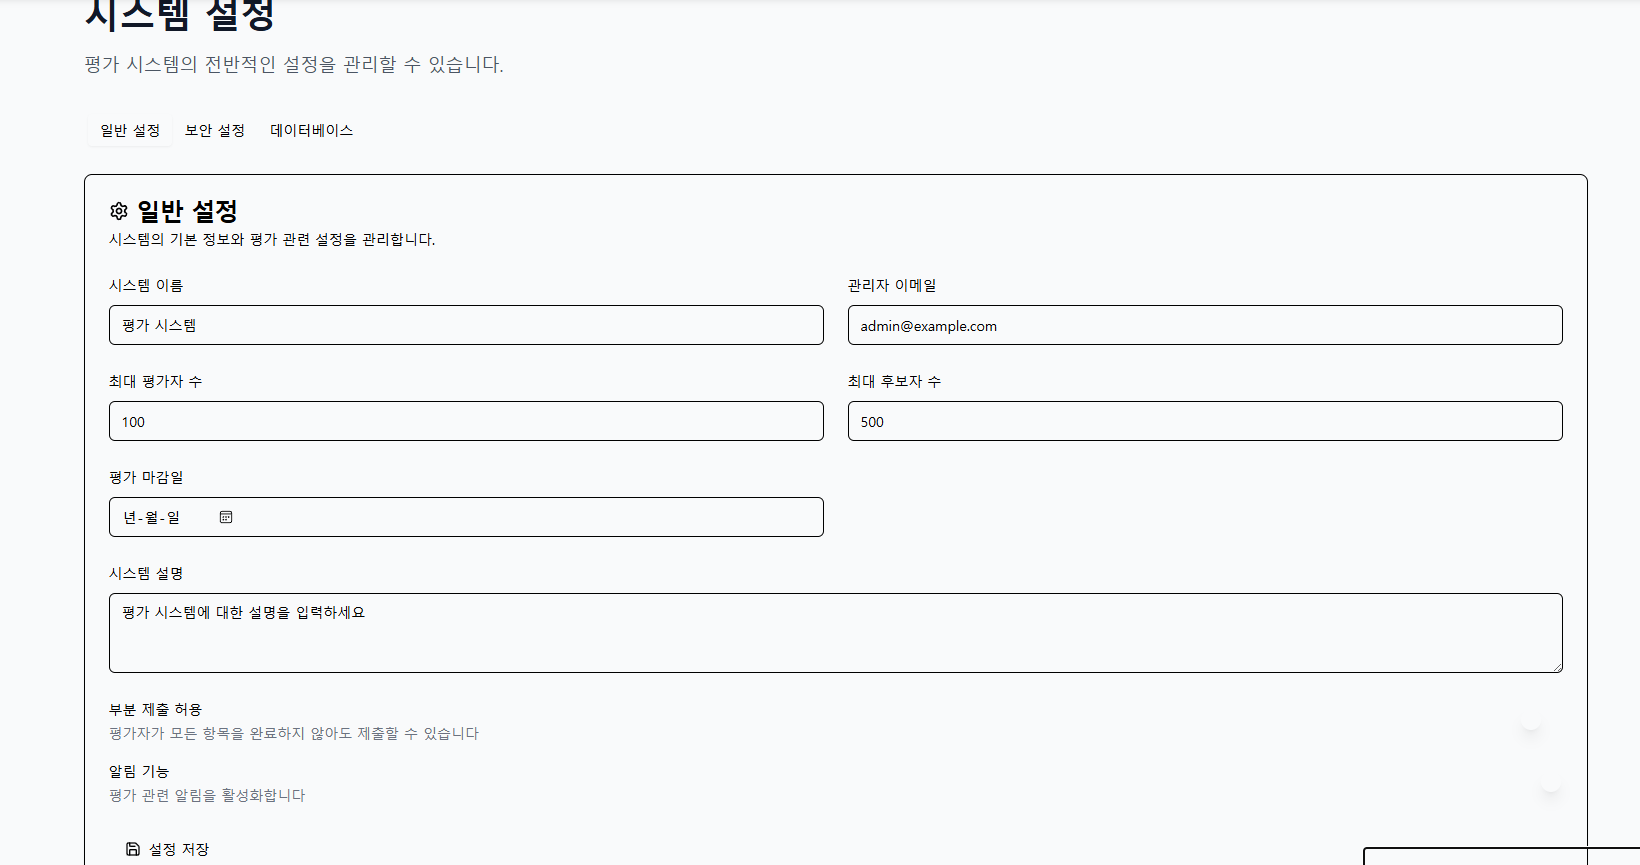 시스템 설정
평가 시스템의 전반적인 설정을 관리할 수 있습니다.
일반 설정 보안 설정 데이터베이스
일반 설정
시스템의 기본 정보와 평가 관련 설정을 관리합니다.
시스템 이름 관리자 이메일
평가 시스템 admin@example.com
최대 평가자 수 최대 후보자 수
100 500
평가 마감일
년-월-일
시스템 설명
평가 시스템에 대한 설명을 입력하세요
부분 제출 허용
평가자가 모든 항목을 완료하지 않아도 제출할 수 있습니다
알림 기능
평가 관련 알림을 활성화합니다
설정 저장